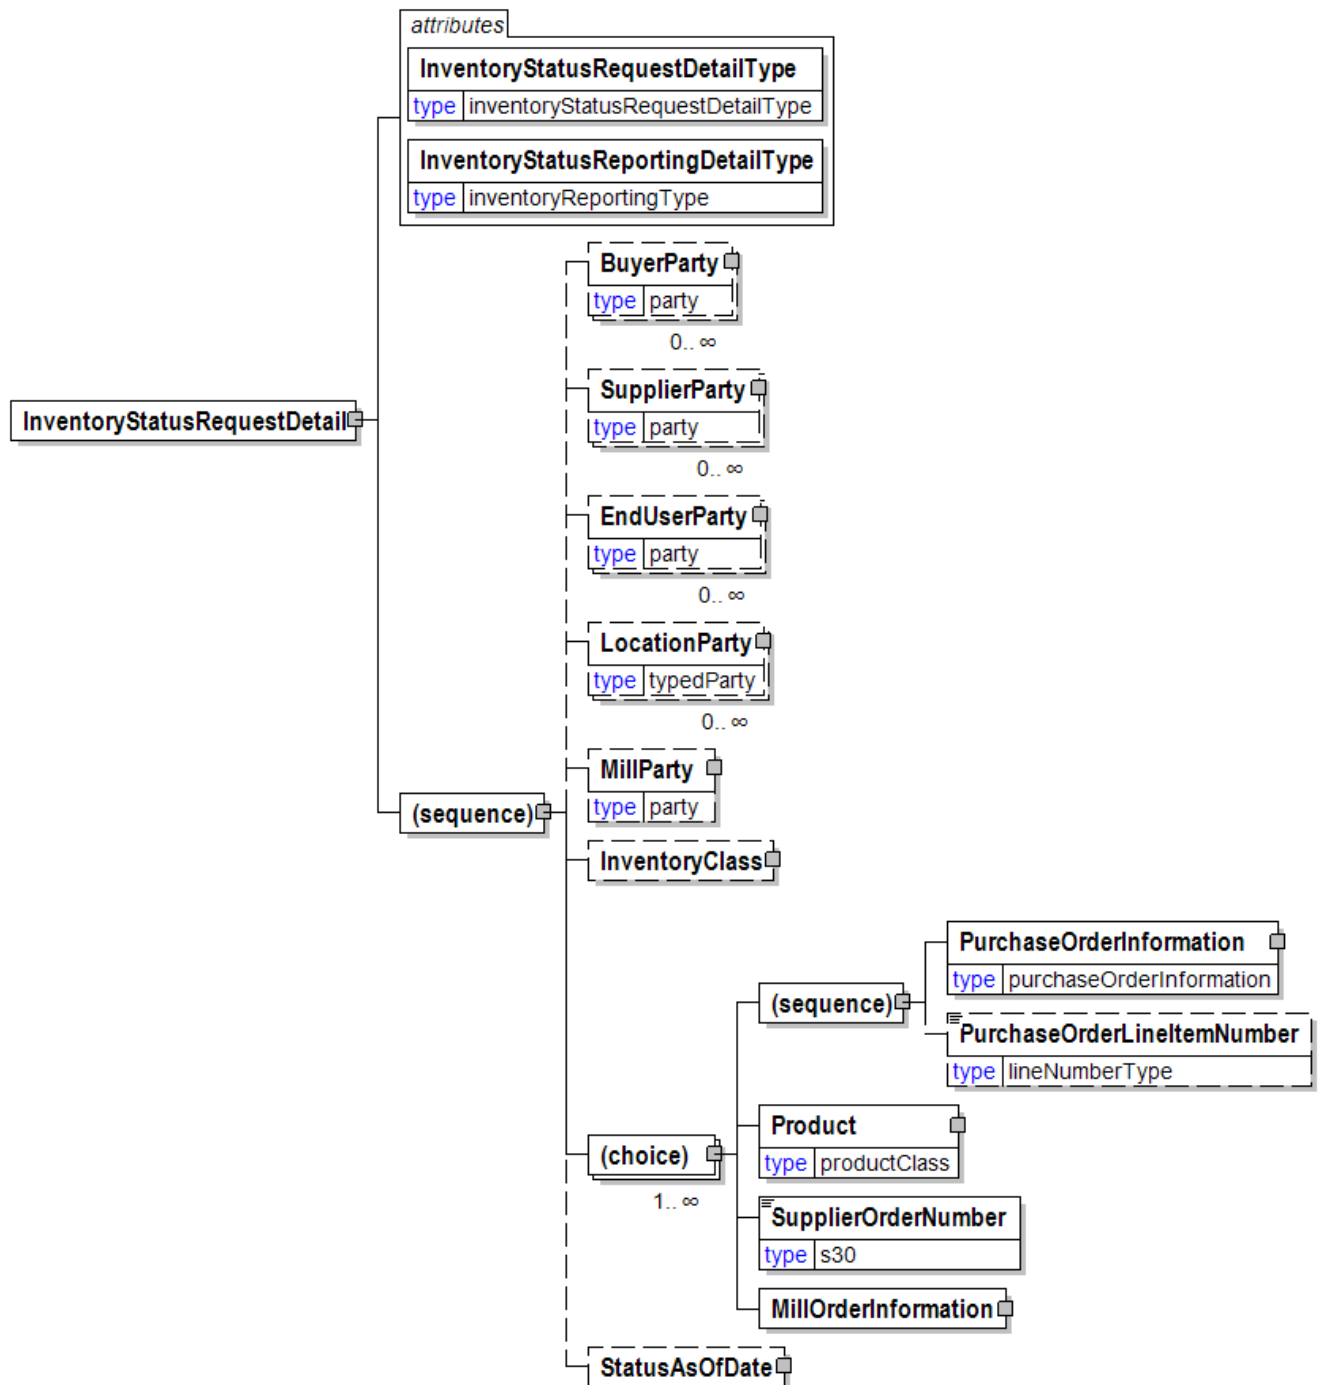 attributes
InventoryStatusRequestDetailType
type inventoryStatusRequestDetailType
InventoryStatusReportingDetailType
type inventoryReportingType
BuyerParty
type party
0.. ∞
SupplierParty
type party
0.. ∞
InventoryStatusRequestDetail
EndUserParty
type party
0.. ∞
LocationParty
type typedParty
0.. ∞
MillParty
type party
(sequence)
InventoryClass
PurchaseOrderInformation
type purchaseOrderInformation
(sequence)
PurchaseOrderLineItemNumber
type lineNumberType
Product
type productClass
(choice)
1.. ∞
SupplierOrderNumber
type s30
MillOrderInformation
StatusAsOfDate